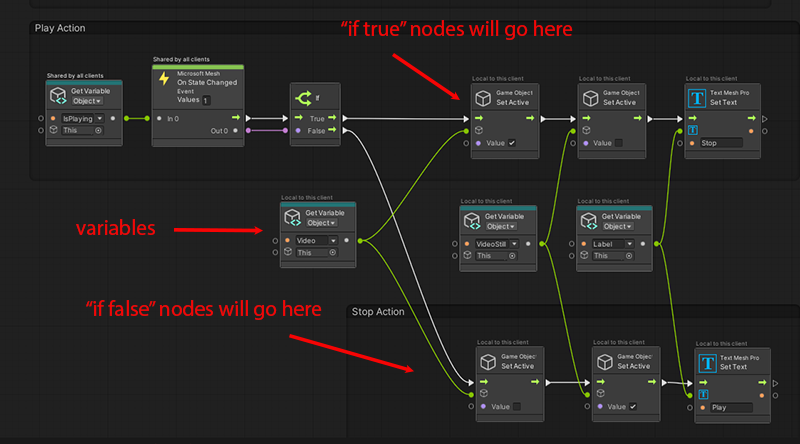 Play Action
"if true" nodes will go here
Shared by all clients
Get Variable
Object
IsPlaying
This
Shared by all clients
Microsoft Mesh
On State Changed
Event
Values 1
In 0
Out 0
If
True
False
Local to this client
Game Object
Set Active
Value
Local to this client
Game Object
Set Active
Value
Local to this client
Text Mesh Pro
Set Text
Stop
variables
Local to this client
Get Variable
Object
Video
This
Local to this client
Get Variable
Object
VideoStill
This
Local to this client
Get Variable
Object
Label
This
"if false" nodes will go here
Stop Action
Local to this client
Game Object
Set Active
Value
Local to this client
Game Object
Set Active
Value
Local to this client
Text Mesh Pro
Set Text
Play